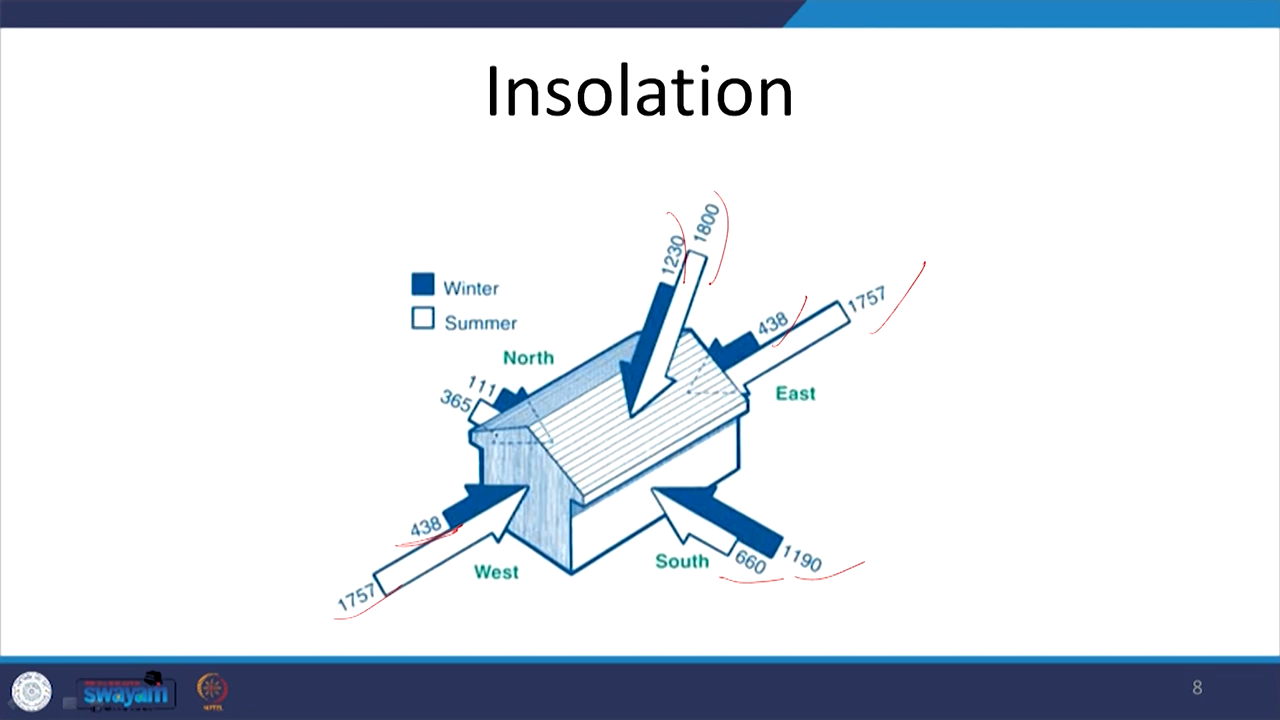 Insolation
1800
1230
Winter
Summer
438
1757
North
111
365
East
438
1757
West
South
660
1190
swayam
8